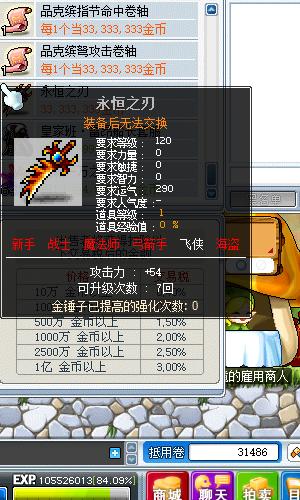 品克缤指节命中卷轴
每1个当33,333,333金币
品克缤弩攻击卷轴
每1个当33,333,333金币
永恒之刃
永恒之刃
装备后无法交换
要求等级： 120
要求力量： 0
要求敏捷： 0
要求智力： 0
要求运气： 290
要求人气度： -
道具等级： 1
道具经验值： 0 %
新手 战士 魔法师 弓箭手 飞侠 海盗
攻击力 : +54
可升级次数 : 7回
金锤子已提高的强化次数: 0
500万 金币以上 1,50%
1000万 金币以上 2,00%
2500万 金币以上 2,50%
1亿 金币以上 3,00%
的雇用商人
抵用卷 31486
EXP. 105526013[84.09%]
商城 聊天 拍卖